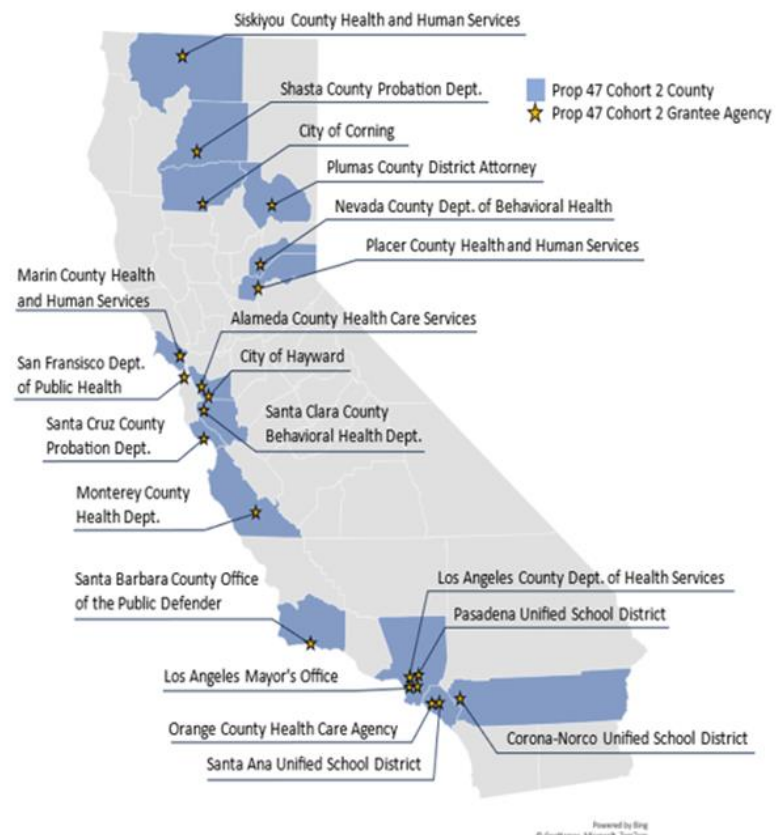 Siskiyou County Health and Human Services
Prop 47 Cohort 2 County
Prop 47 Cohort 2 Grantee Agency
Shasta County Probation Dept.
City of Corning
Plumas County District Attorney
Nevada County Dept. of Behavioral Health
Placer County Health and Human Services
Marin County Health
and Human Services
Alameda County Health Care Services
San Fransisco Dept.
of Public Health
City of Hayward
Santa Cruz County
Probation Dept.
Santa Clara County
Behavioral Health Dept.
Monterey County
Health Dept.
Santa Barbara County Office
of the Public Defender
Los Angeles County Dept. of Health Services
Pasadena Unified School District
Los Angeles Mayor's Office
Orange County Health Care Agency
Corona-Norco Unified School District
Santa Ana Unified School District
Powered by Bing